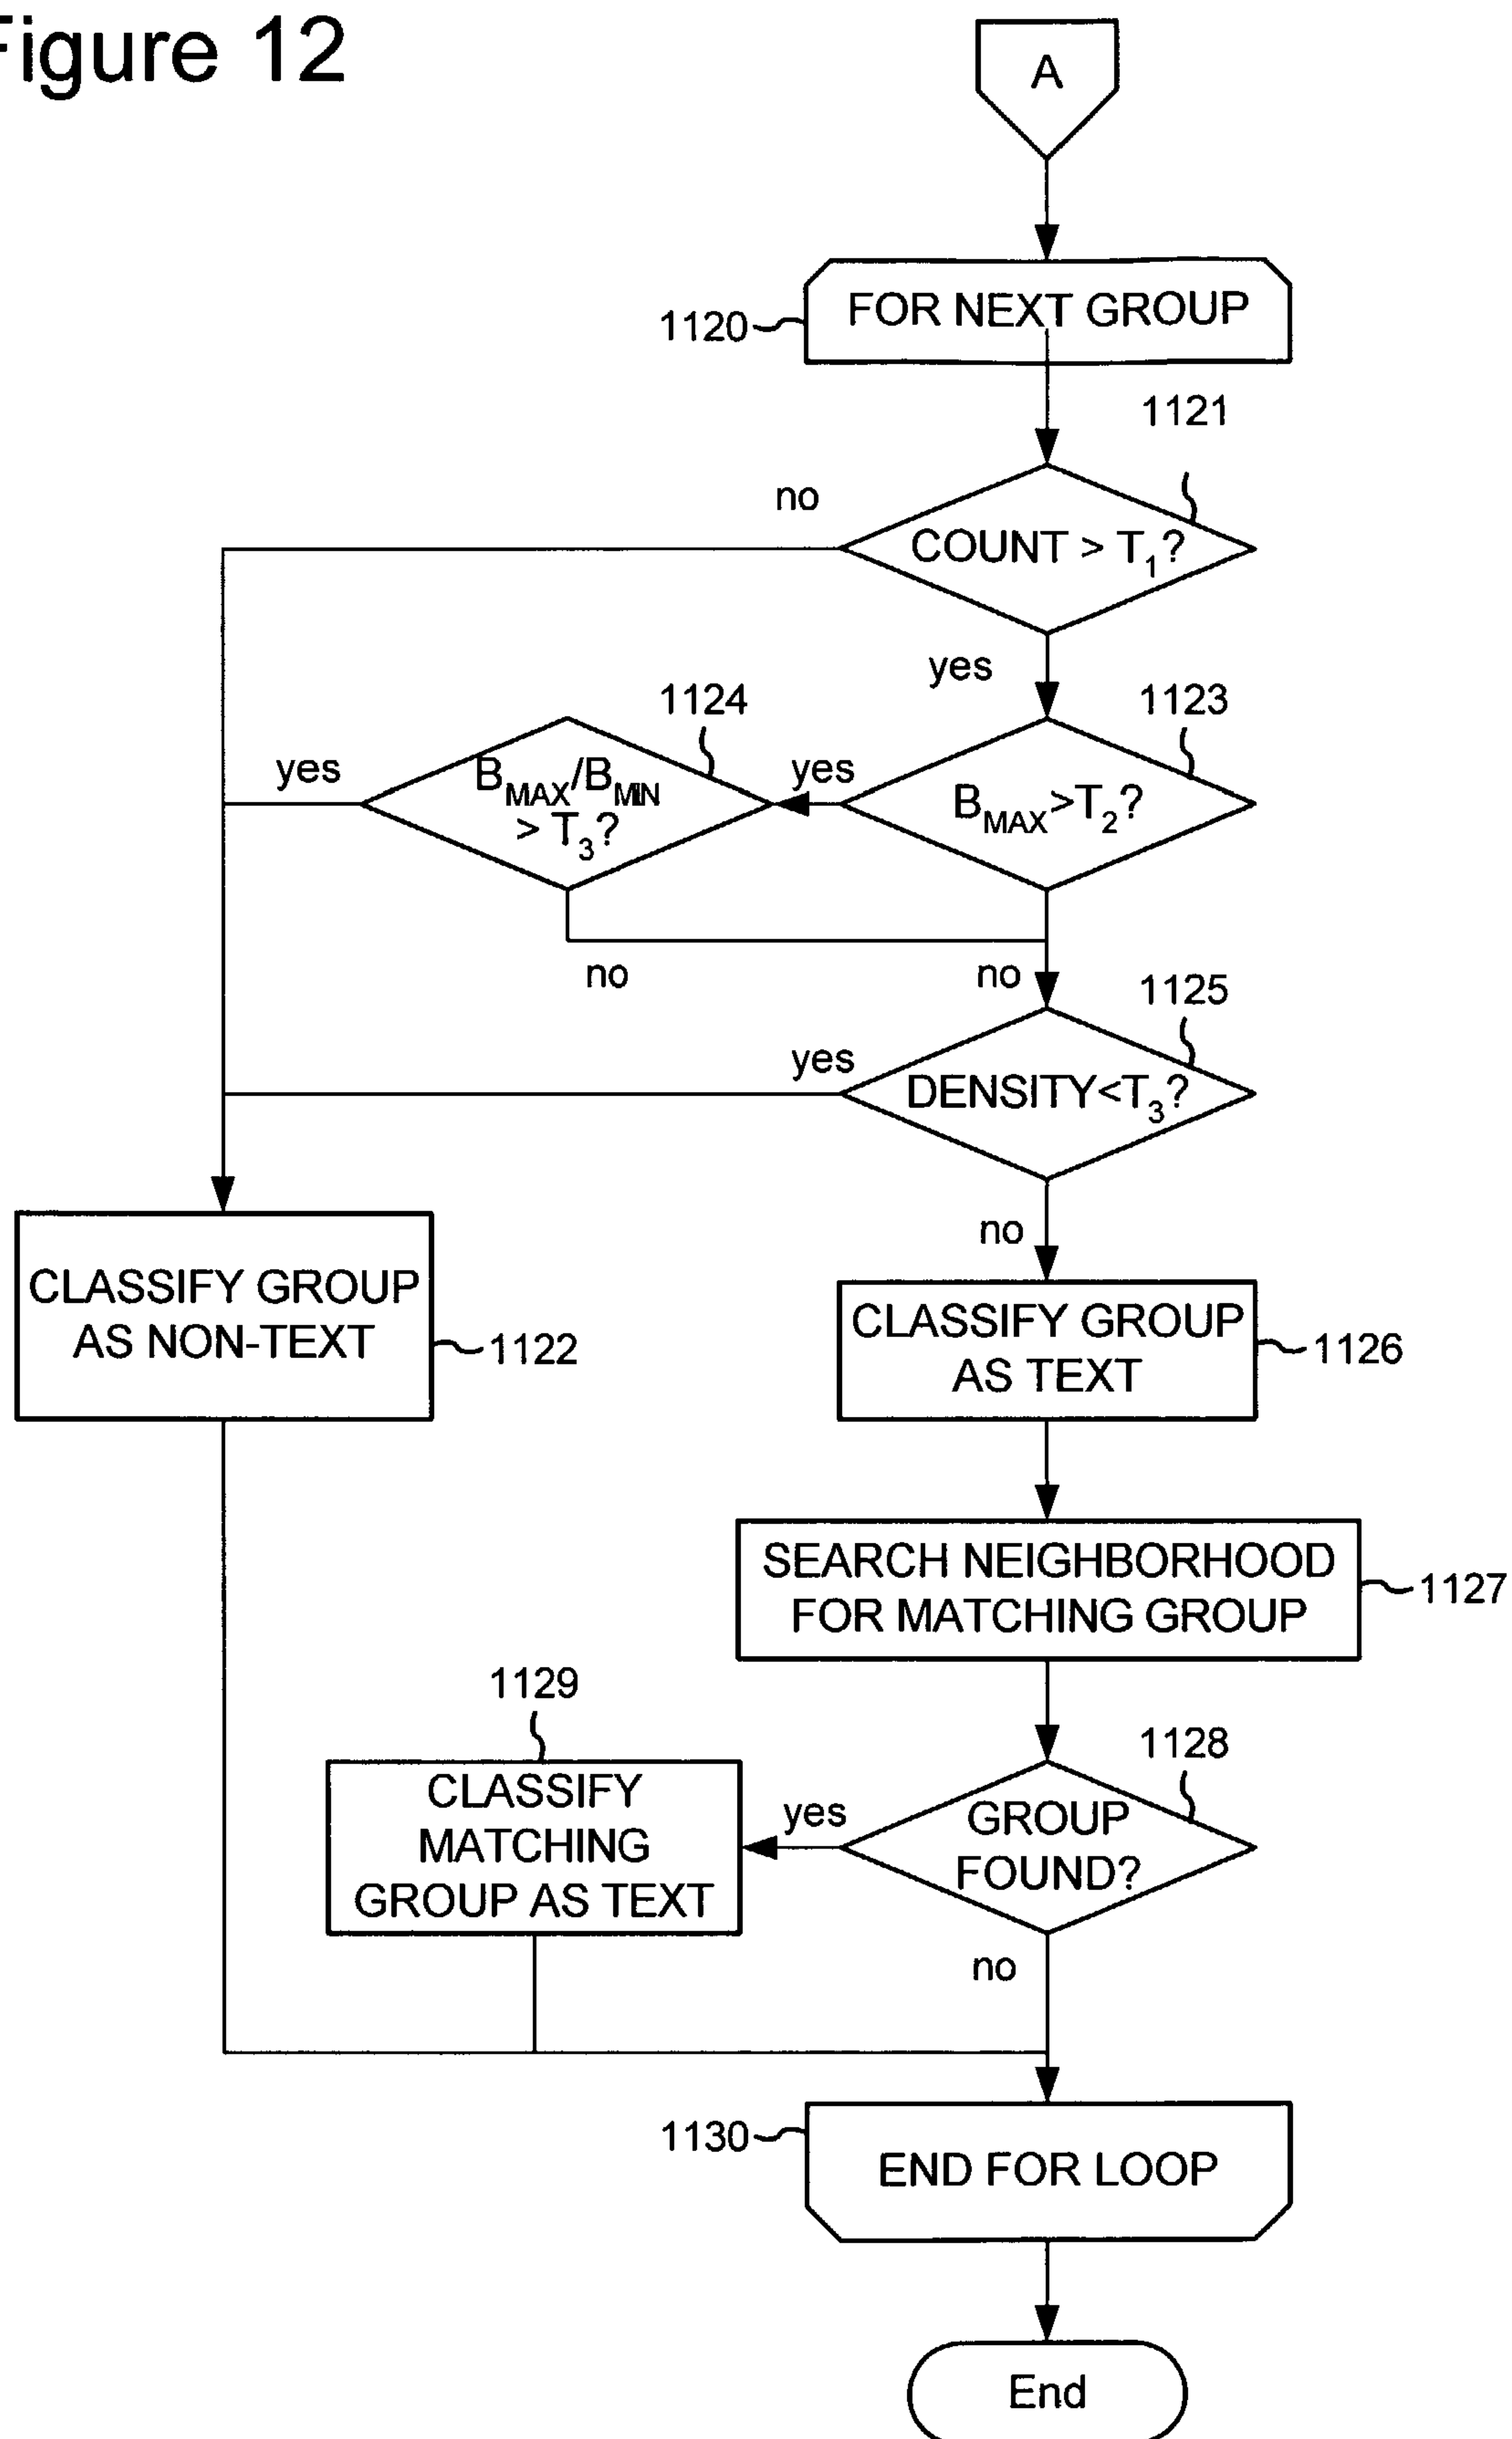 Figure 12
A
FOR NEXT GROUP
1120
1121
no
COUNT > T1?
yes
1124
1123
yes
BMAX/BMIN
> T3?
yes
BMAX>T2?
no
no
1125
yes
DENSITY<T3?
no
CLASSIFY GROUP
AS NON-TEXT
1122
CLASSIFY GROUP
AS TEXT
1126
SEARCH NEIGHBORHOOD
FOR MATCHING GROUP
1127
1129
1128
CLASSIFY
MATCHING
GROUP AS TEXT
yes
GROUP
FOUND?
no
1130
END FOR LOOP
End